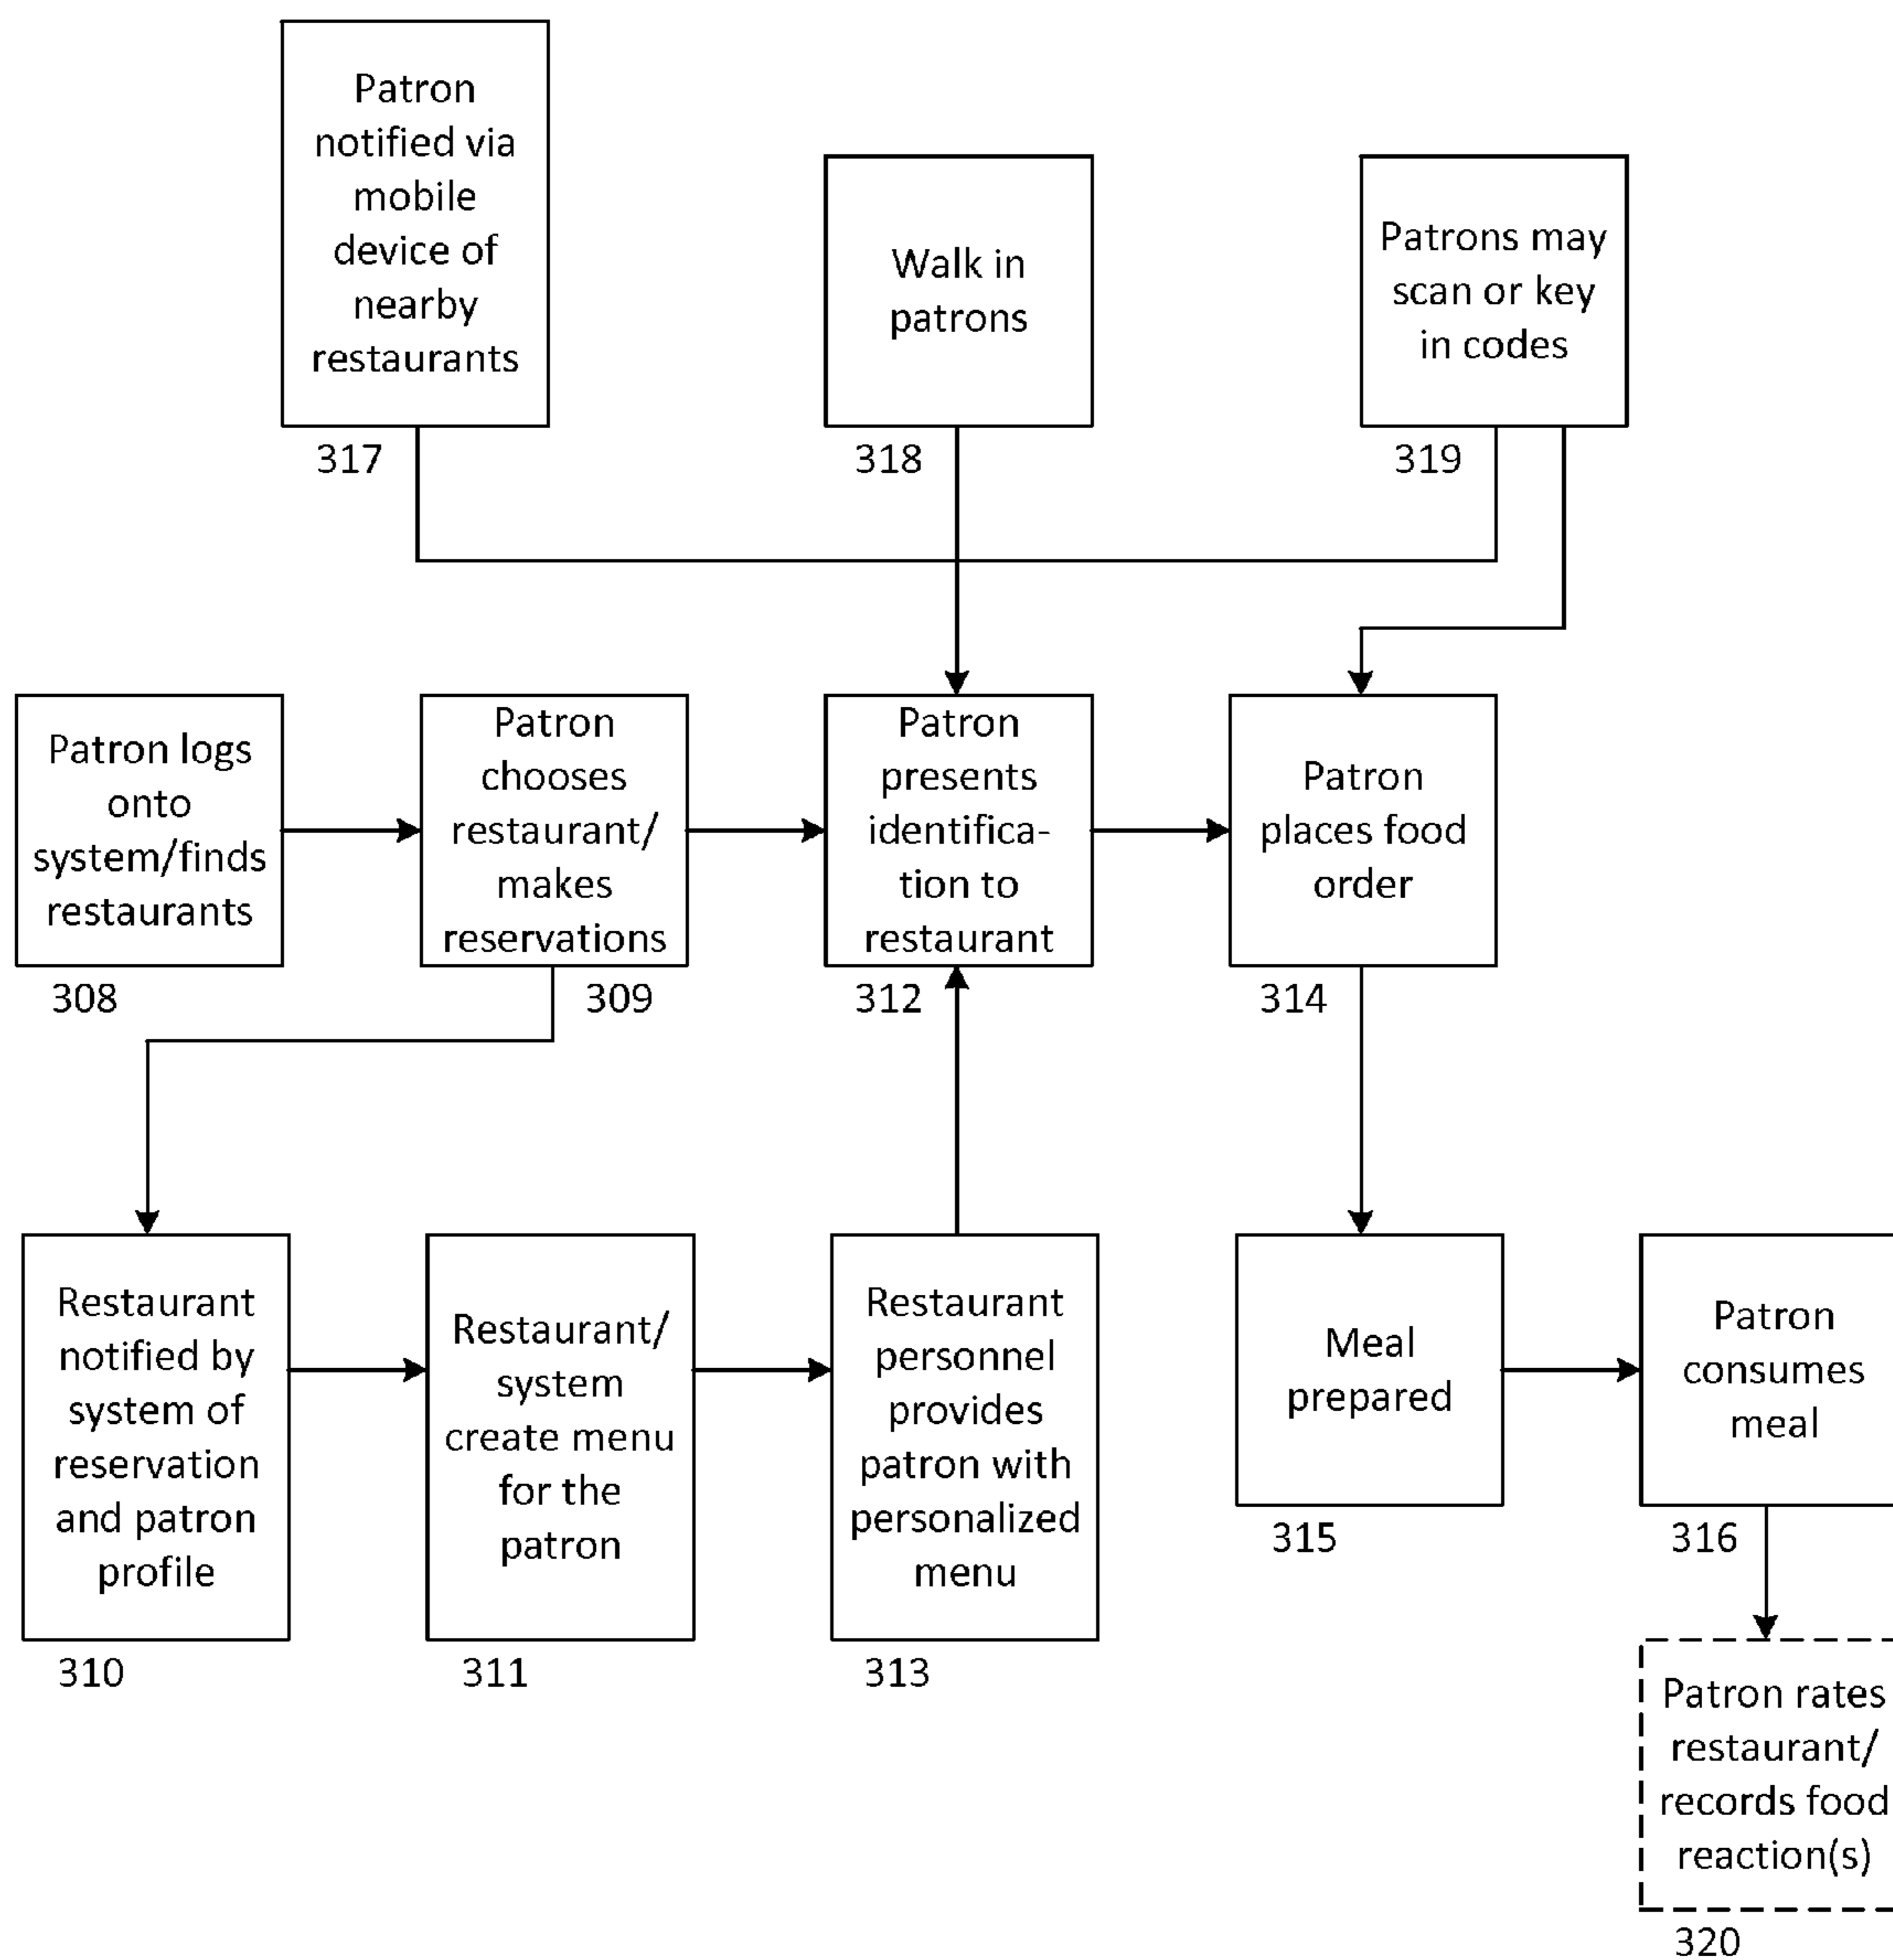 Patron
notified via
mobile
device of
nearby
restaurants
317
Walk in
patrons
318
Patrons may
scan or key
in codes
319
Patron logs
onto
system/finds
restaurants
308
Patron
chooses
restaurant/
makes
reservations
309
Patron
presents
identifica-
tion to
restaurant
312
Patron
places food
order
314
Restaurant
notified by
system of
reservation
and patron
profile
310
Restaurant/
system
create menu
for the
patron
311
Restaurant
personnel
provides
patron with
personalized
menu
313
Meal
prepared
315
Patron
consumes
meal
316
Patron rates
restaurant/
records food
reaction(s)
320